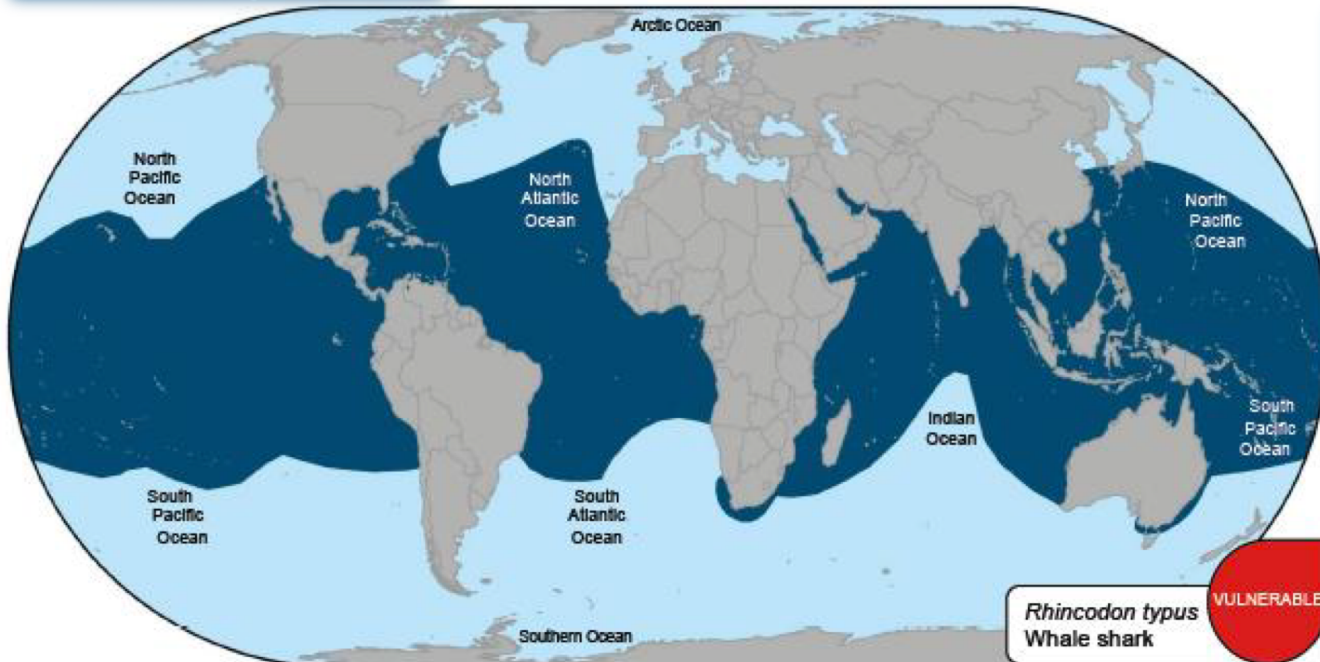 Arctic Ocean
North
Pacific
Ocean
North
Atlantic
Ocean
North
Pacific
Ocean
Indian
Ocean
South
Pacific
Ocean
South
Pacific
Ocean
South
Atlantic
Ocean
Southern Ocean
Rhincodon typus
Whale shark
VULNERABLE